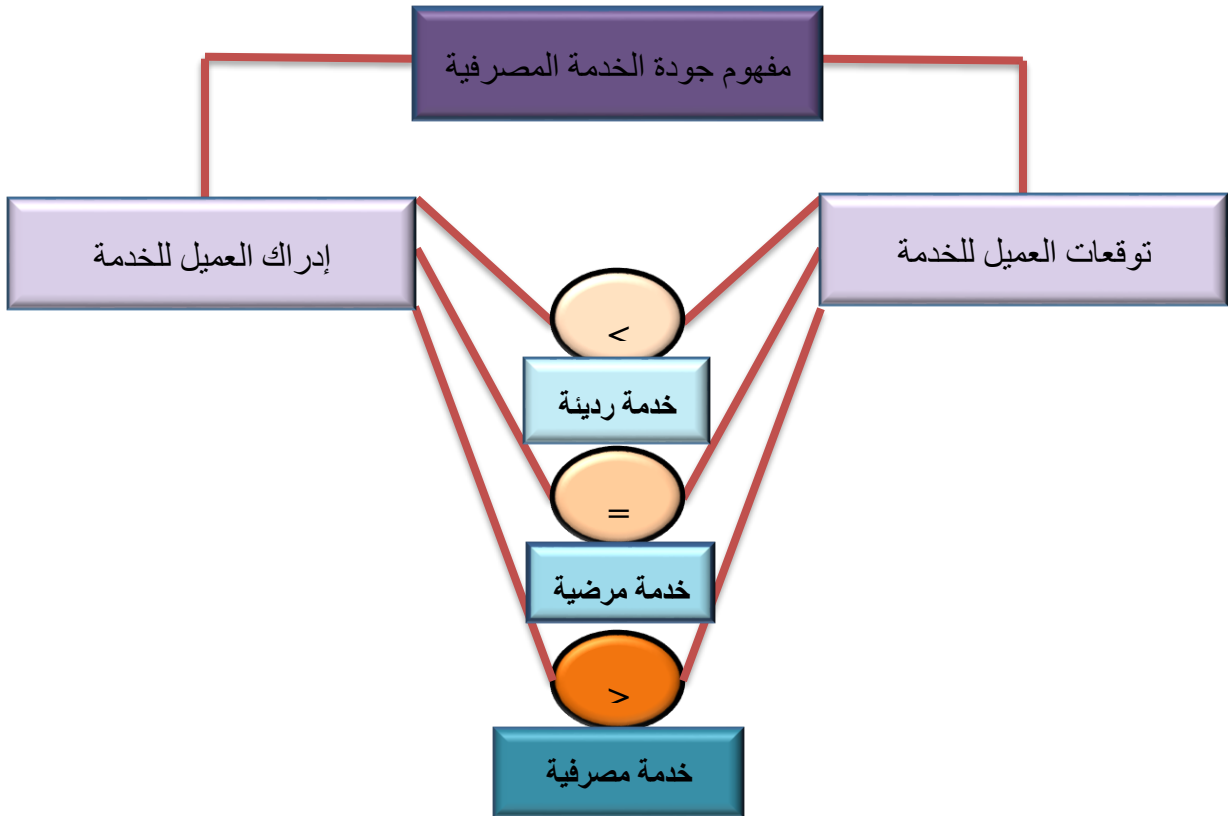 مفهوم جودة الخدمة المصرفية
توقعات العميل للخدمة
إدراك العميل للخدمة
<
خدمة رديئة
=
خدمة مرضية
>
خدمة مصرفية